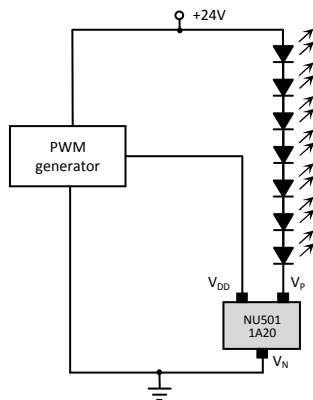 +24V
PWM
generator
VDD
VP
NU501
1A20
VN